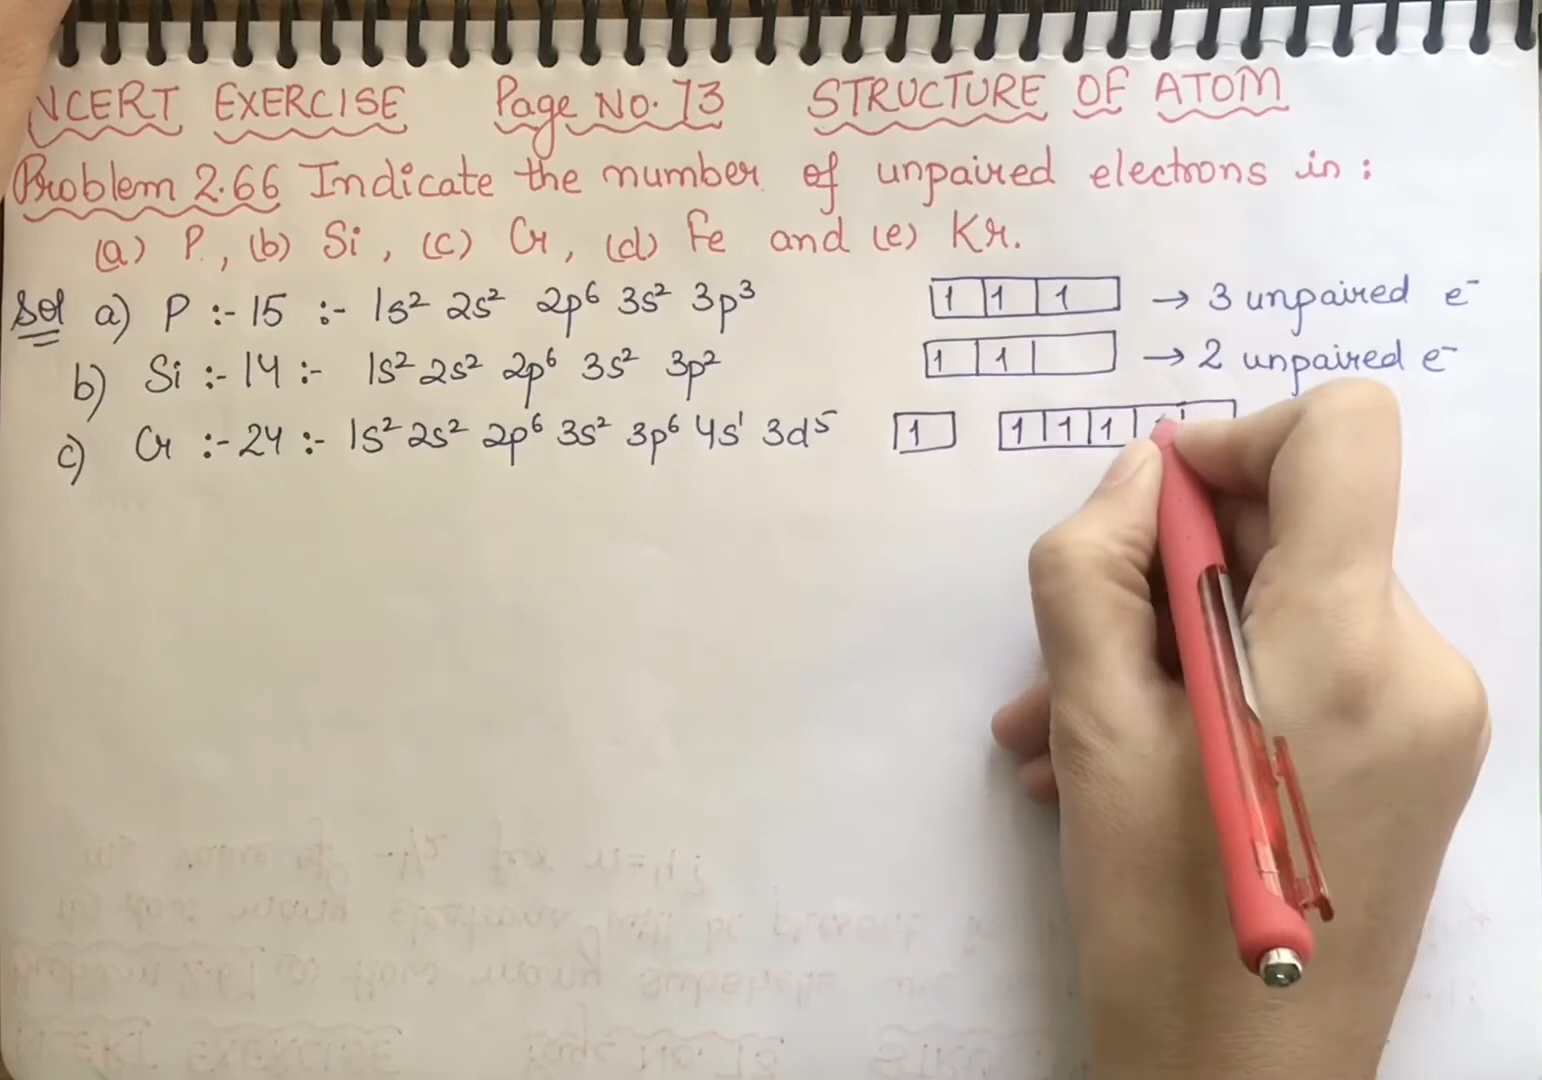 NCERT EXERCISE Page No. 73 STRUCTURE OF ATOM
Problem 2.66 Indicate the number of unpaired electrons in :
(a) P , (b) Si , (c) Cr , (d) Fe and (e) Kr.
Sol a) P :- 15 :- 1s² 2s² 2p⁶ 3s² 3p³ 1 1 1 → 3 unpaired e⁻
b) Si :- 14 :- 1s² 2s² 2p⁶ 3s² 3p² 1 1 → 2 unpaired e⁻
c) Cr :- 24 :- 1s² 2s² 2p⁶ 3s² 3p⁶ 4s¹ 3d⁵ 1 1 1 1